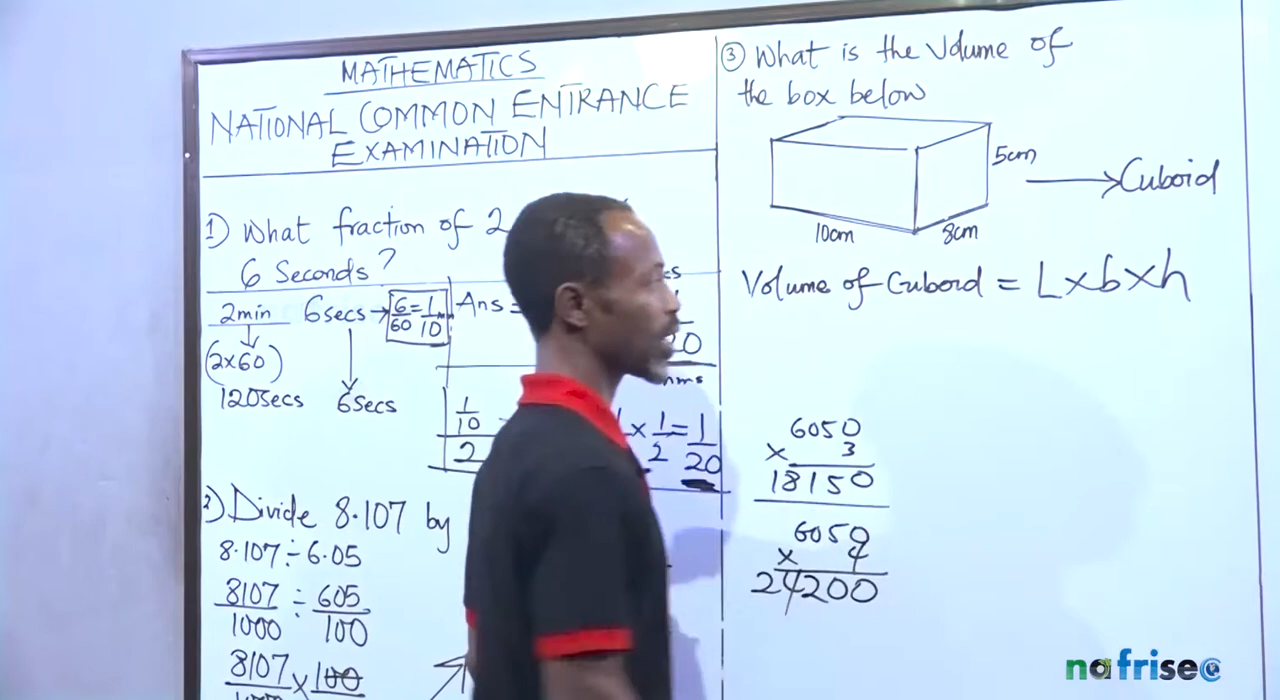 MATHEMATICS
NATIONAL COMMON ENTRANCE
EXAMINATION
1) What fraction of 2
6 Seconds?
2min 6secs → 6/60 = 1/10 Ans =
(2x60)
120secs 6secs
1/10
2
x 1/2 = 1/20
2) Divide 8.107 by
8.107 ÷ 6.05
8107/1000 ÷ 605/100
8107 x 100
③ What is the Volume of
the box below
5cm → Cuboid
10cm 8cm
Volume of Cuboid = L x b x h
6050
x 3
18150
6050
x 4
24200
nafrisec